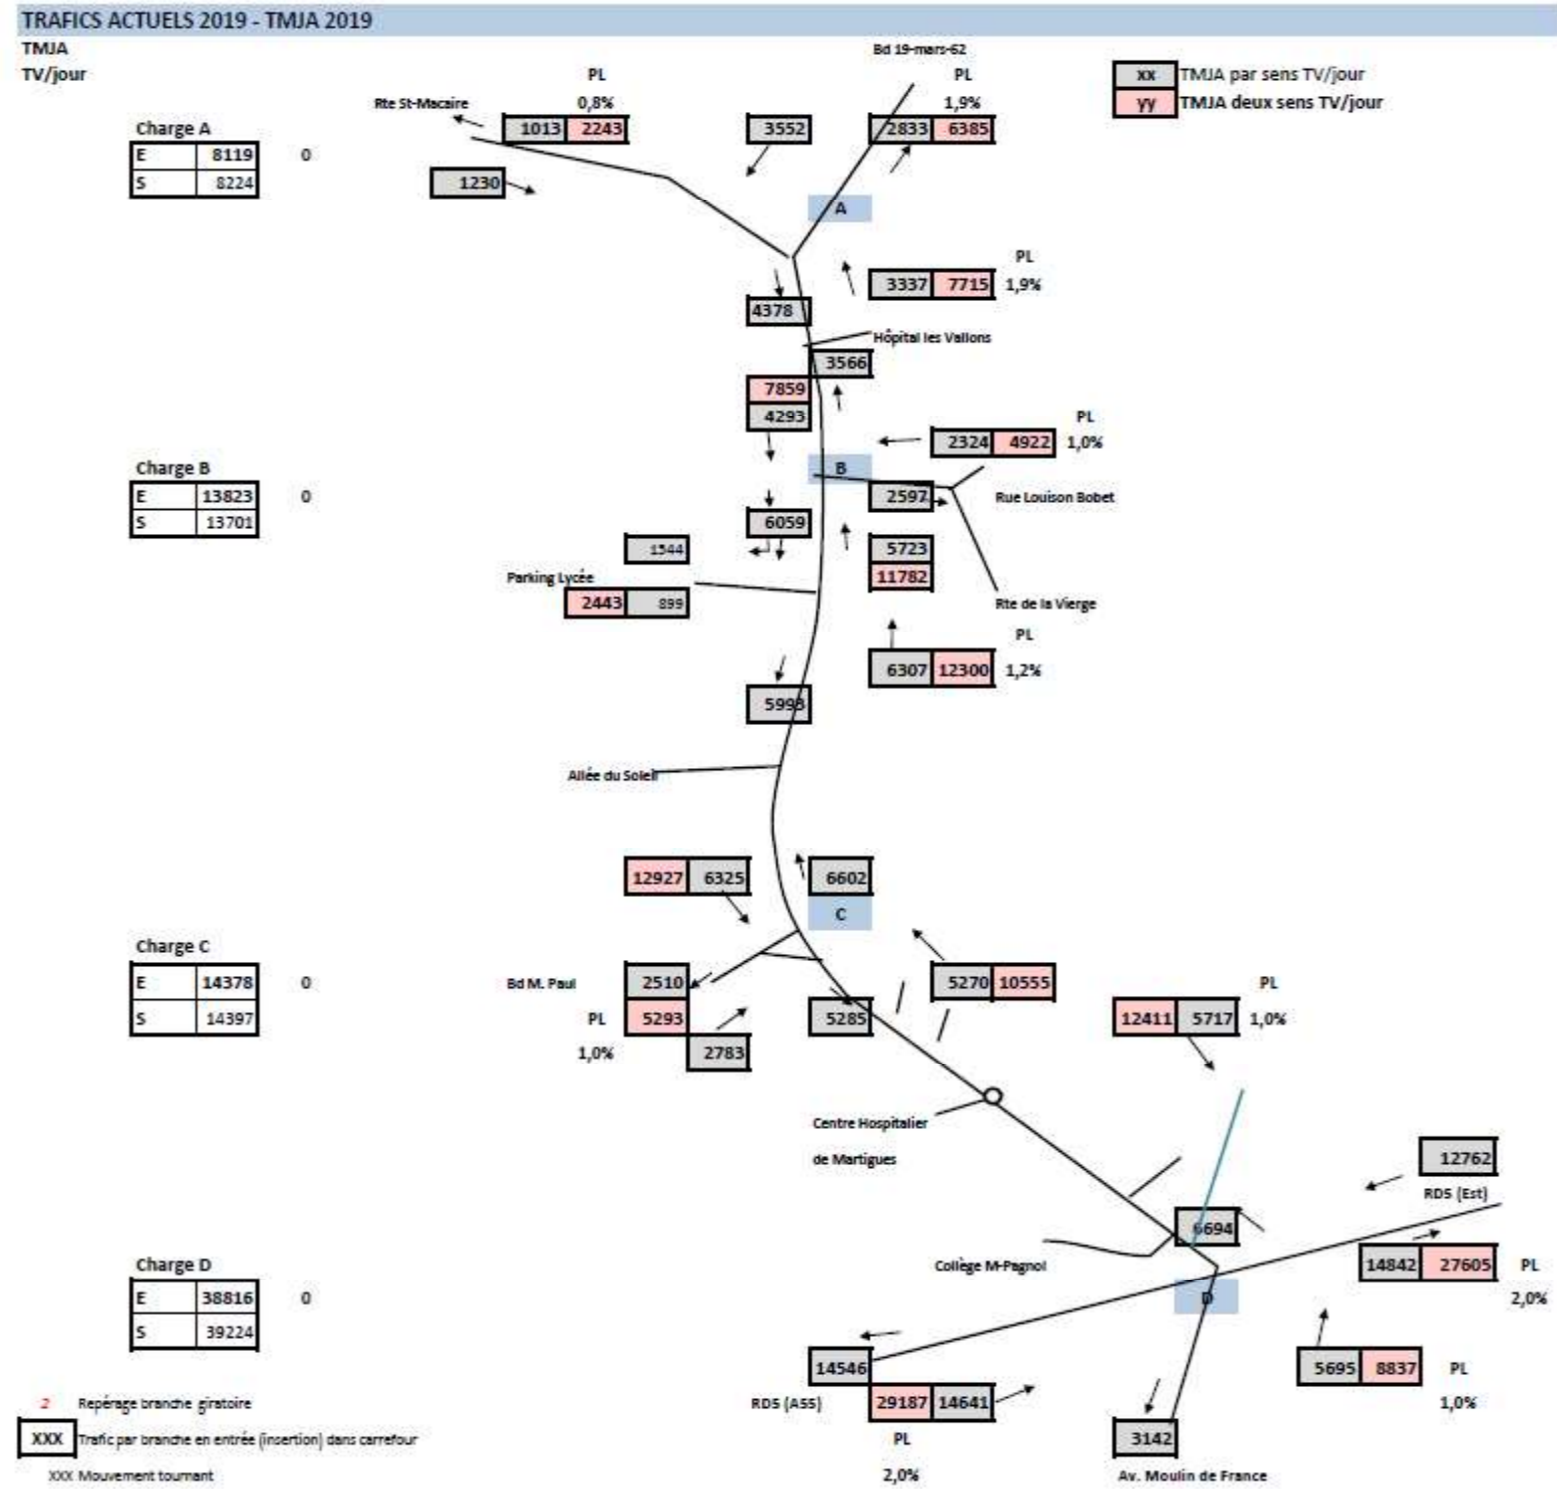 TRAFICS ACTUELS 2019 - TMJA 2019
TMJA
TV/jour
Bd 19-mars-62
xx TMJA par sens TV/jour
yy TMJA deux sens TV/jour
PL
0,8%
PL
1,9%
Rte St-Macaire
1013 2243
3552
2833 6385
Charge A
E 8119 0
S 8224
1230
A
PL
3337 7715 1,9%
4378
Hôpital les Vallons
3566
7859
4293
PL
2324 4922 1,0%
Charge B
E 13823 0
S 13701
B
2597
Rue Louison Bobet
6059
1544
5723
11782
Parking Lycée
2443 899
Rte de la Vierge
PL
6307 12300 1,2%
5993
Allée du Soleil
12927 6325
6602
C
Charge C
E 14378 0
S 14397
Bd M. Paul
2510
PL 5293
1,0% 2783
5285
5270 10555
PL
12411 5717 1,0%
Centre Hospitalier
de Martigues
12762
RD5 (Est)
6694
Collège M-Pagnol
14842 27605 PL
2,0%
Charge D
E 38816 0
S 39224
D
14546
RD5 (A55)
29187 14641
PL
2,0%
5695 8837 PL
1,0%
3142
Av. Moulin de France
2 Repérage branche giratoire
XXX Trafic par branche en entrée (insertion) dans carrefour
XXX Mouvement tournant